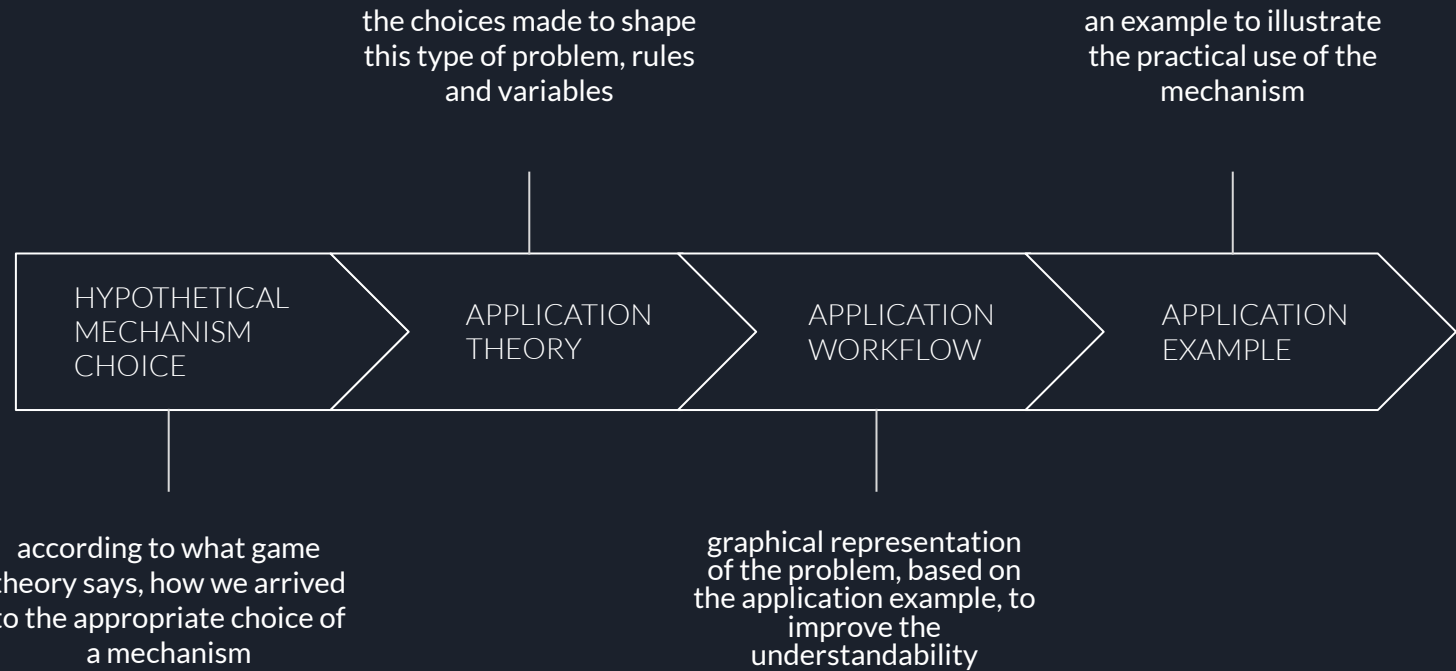 the choices made to shape
this type of problem, rules
and variables
an example to illustrate
the practical use of the
mechanism
HYPOTHETICAL
MECHANISM
CHOICE
APPLICATION
THEORY
APPLICATION
WORKFLOW
APPLICATION
EXAMPLE
according to what game
theory says, how we arrived
to the appropriate choice of
a mechanism
graphical representation
of the problem, based on
the application example, to
improve the
understandability